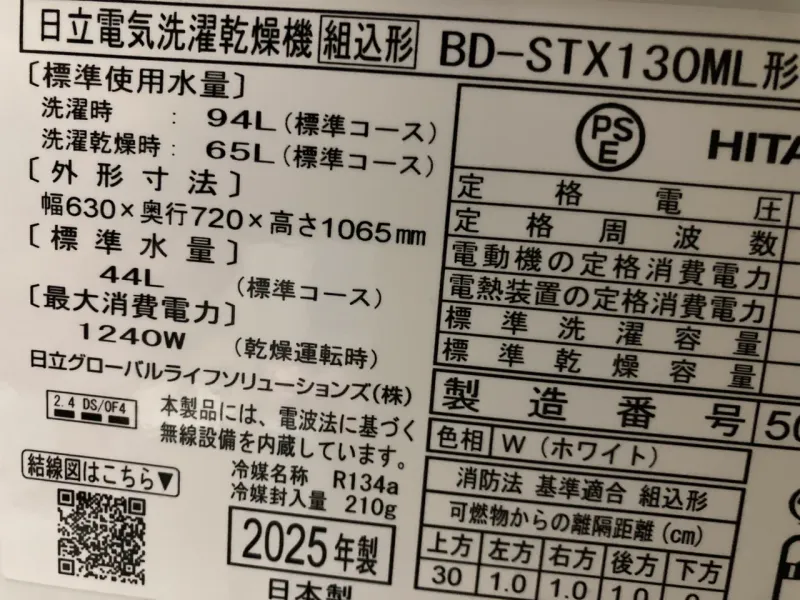 日立電気洗濯乾燥機 組込形 BD-STX130ML形
〔標準使用水量〕
洗濯時 : 94L(標準コース)
洗濯乾燥時: 65L(標準コース)
〔外形寸法〕
幅630×奥行720×高さ1065mm
〔標準水量〕
44L (標準コース)
〔最大消費電力〕
1240W (乾燥運転時)
日立グローバルライフソリューションズ(株)
2.4 DS/OF4
本製品には、電波法に基づく
無線設備を内蔵しています。
結線図はこちら▼
冷媒名称 R134a
冷媒封入量 210g
2025年製
日本製
PSE HITA
定格電圧
定格周波数
電動機の定格消費電力
電熱装置の定格消費電力
標準洗濯容量
標準乾燥容量
製造番号 50
色相 W(ホワイト)
消防法 基準適合 組込形
可燃物からの離隔距離(cm)
上方 左方 右方 後方 下方
30 1.0 1.0 1.0 0